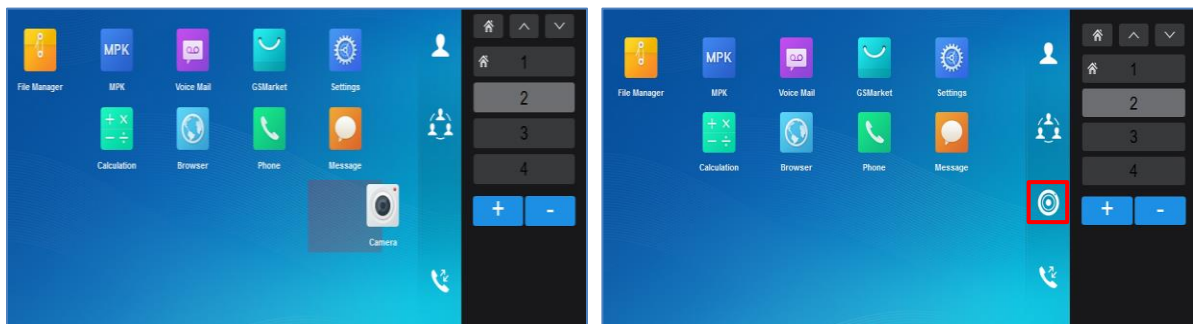 MPK
File Manager MPK Voice Mail GSMarket Settings
Calculation Browser Phone Message
Camera
1
2
3
4
+ -
MPK
File Manager MPK Voice Mail GSMarket Settings
Calculation Browser Phone Message
1
2
3
4
+ -